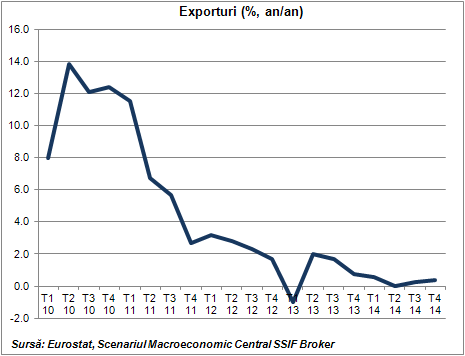 Exporturi (%, an/an)
16.0
14.0
12.0
10.0
8.0
6.0
4.0
2.0
0.0
-2.0
T1 T2 T3 T4 T1 T2 T3 T4 T1 T2 T3 T4 T1 T2 T3 T4 T1 T2 T3 T4
10 10 10 10 11 11 11 11 12 12 12 12 13 13 13 13 14 14 14 14
Sursă: Eurostat, Scenariul Macroeconomic Central SSIF Broker